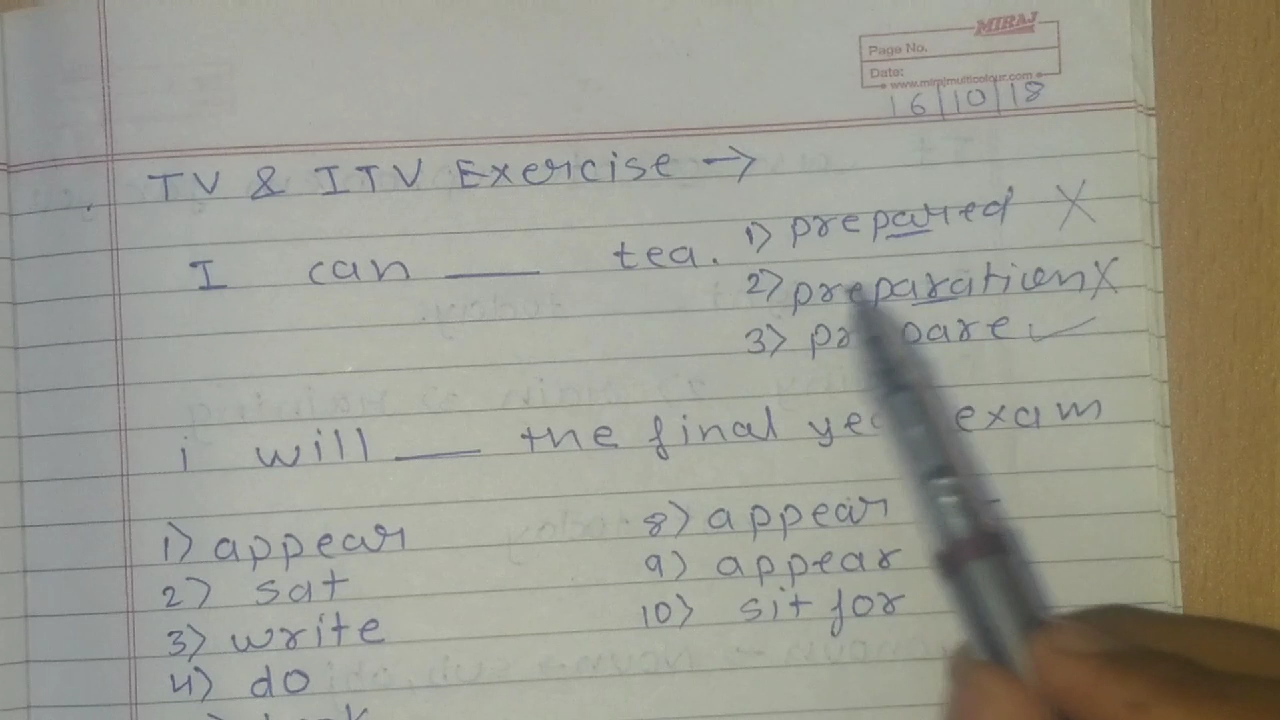 MIRAJ
Page No.
Date:
16/10/18
TV & ITV Exercise →
I can ___ tea.
1) prepared X
2) preparation X
3) prepare ✓
i will ___ the final year exam
1) appear
2) sat
3) write
4) do
8) appear
9) appear
10) sit for